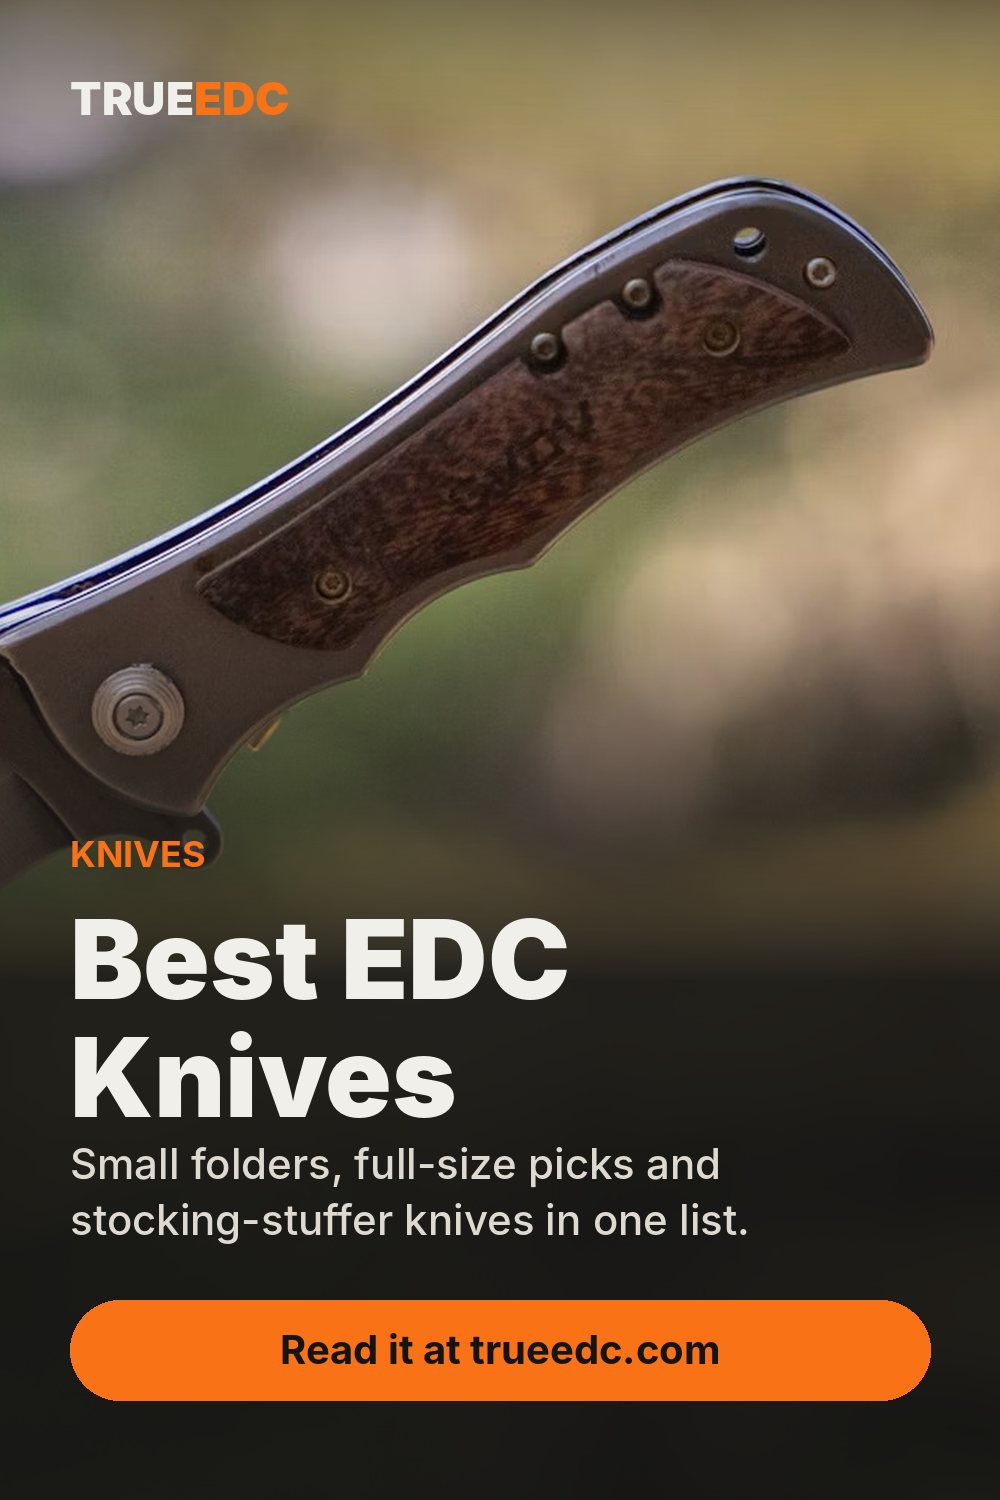 TRUEEDC
KNIVES
Best EDC
Knives
Small folders, full-size picks and
stocking-stuffer knives in one list.
Read it at trueedc.com